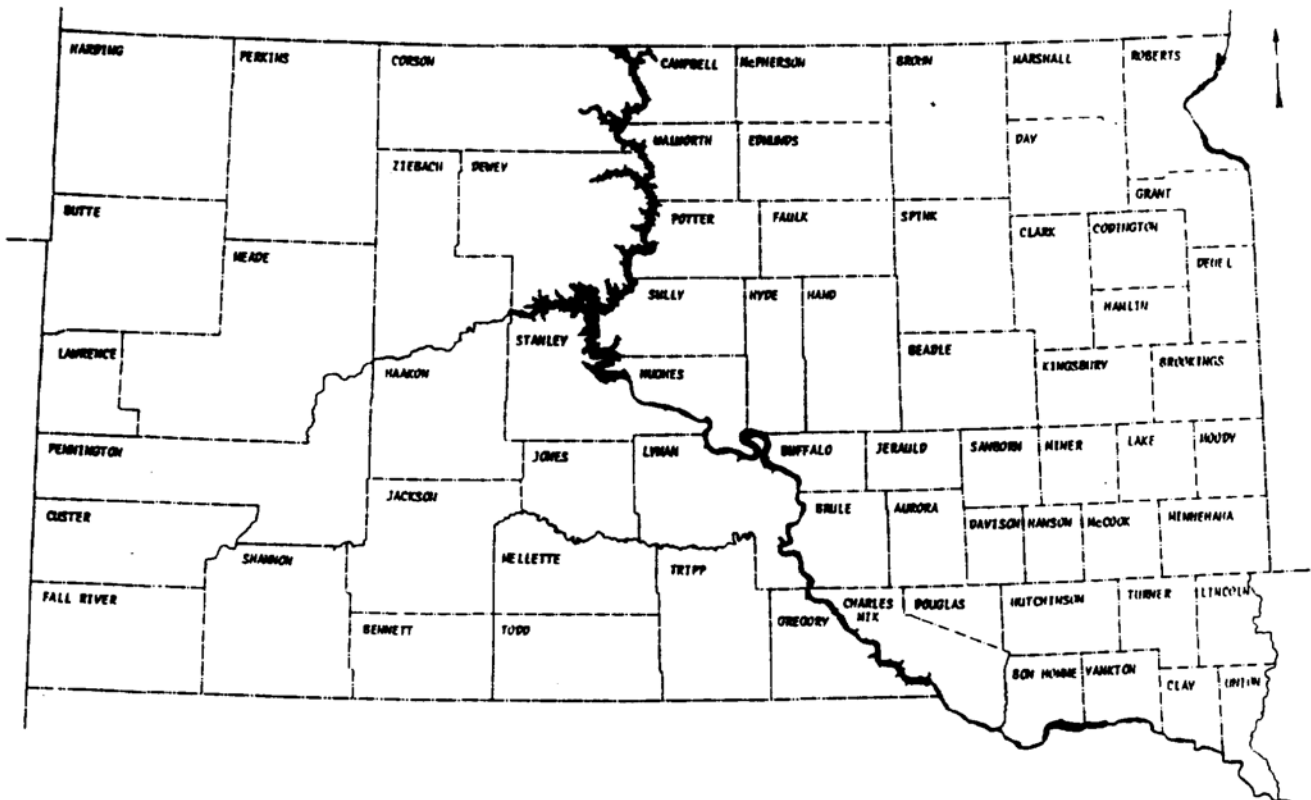 HARDING
PERKINS
CORSON
CAMPBELL
McPHERSON
BROWN
MARSHALL
ROBERTS
WALWORTH
EDMUNDS
DAY
ZIEBACH
DEWEY
GRANT
BUTTE
POTTER
FAULK
SPINK
CLARK
CODINGTON
MEADE
DEUEL
SULLY
HYDE
HAND
HAMLIN
STANLEY
LAWRENCE
BEADLE
HAAKON
HUGHES
KINGSBURY
BROOKINGS
PENNINGTON
JONES
LYMAN
BUFFALO
JERAULD
SANBORN
MINER
LAKE
MOODY
JACKSON
CUSTER
BRULE
AURORA
DAVISON
HANSON
McCOOK
MINNEHAHA
SHANNON
MELLETTE
TRIPP
FALL RIVER
GREGORY
CHARLES
MIX
DOUGLAS
HUTCHINSON
TURNER
LINCOLN
BENNETT
TODD
BON HOMME
YANKTON
CLAY
UNION